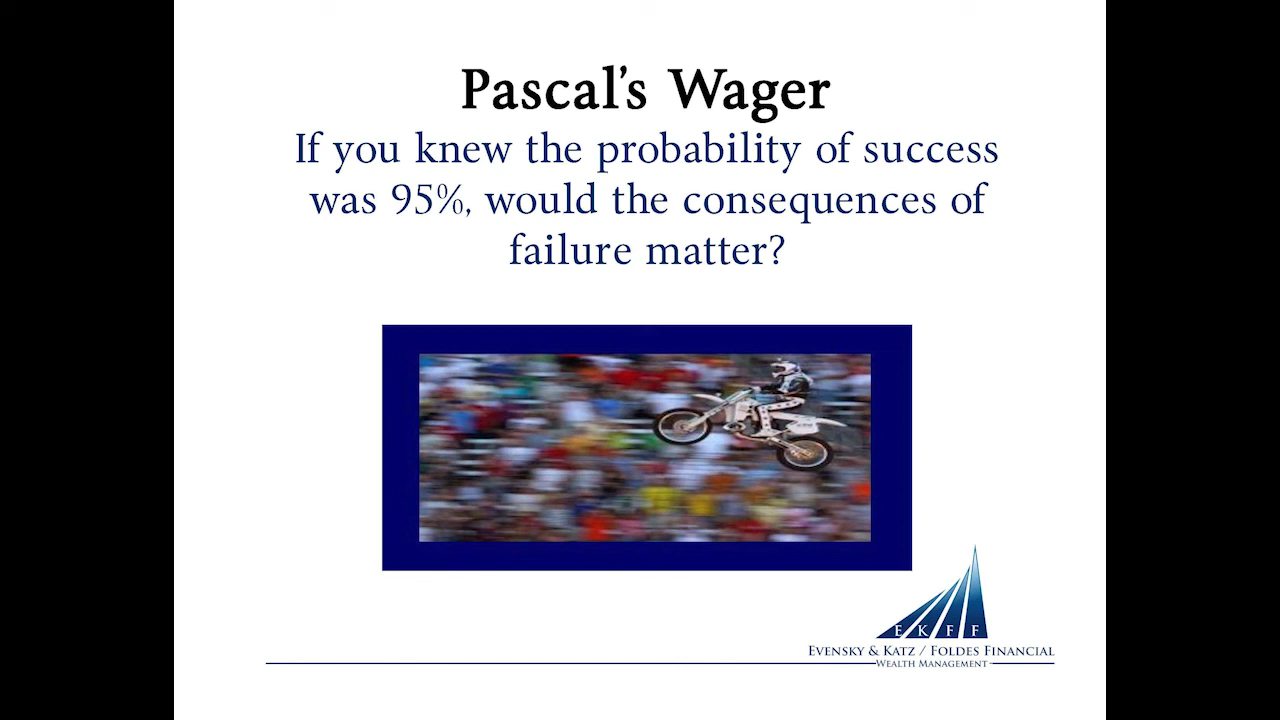 Pascal's Wager
If you knew the probability of success
was 95%, would the consequences of
failure matter?
E K F F
EVENSKY & KATZ / FOLDES FINANCIAL
WEALTH MANAGEMENT